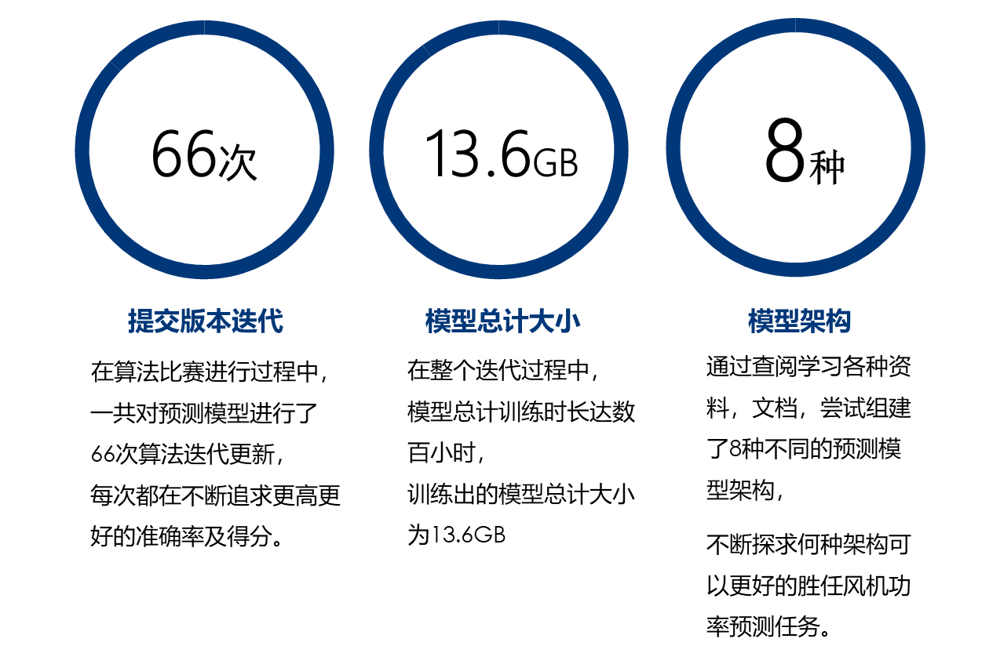 66次
提交版本迭代
在算法比赛进行过程中，
一共对预测模型进行了
66次算法迭代更新，
每次都在不断追求更高更
好的准确率及得分。
13.6GB
模型总计大小
在整个迭代过程中，
模型总计训练时长达数
百小时，
训练出的模型总计大小
为13.6GB
8种
模型架构
通过查阅学习各种资
料，文档，尝试组建
了8种不同的预测模
型架构，
不断探求何种架构可
以更好的胜任风机功
率预测任务。